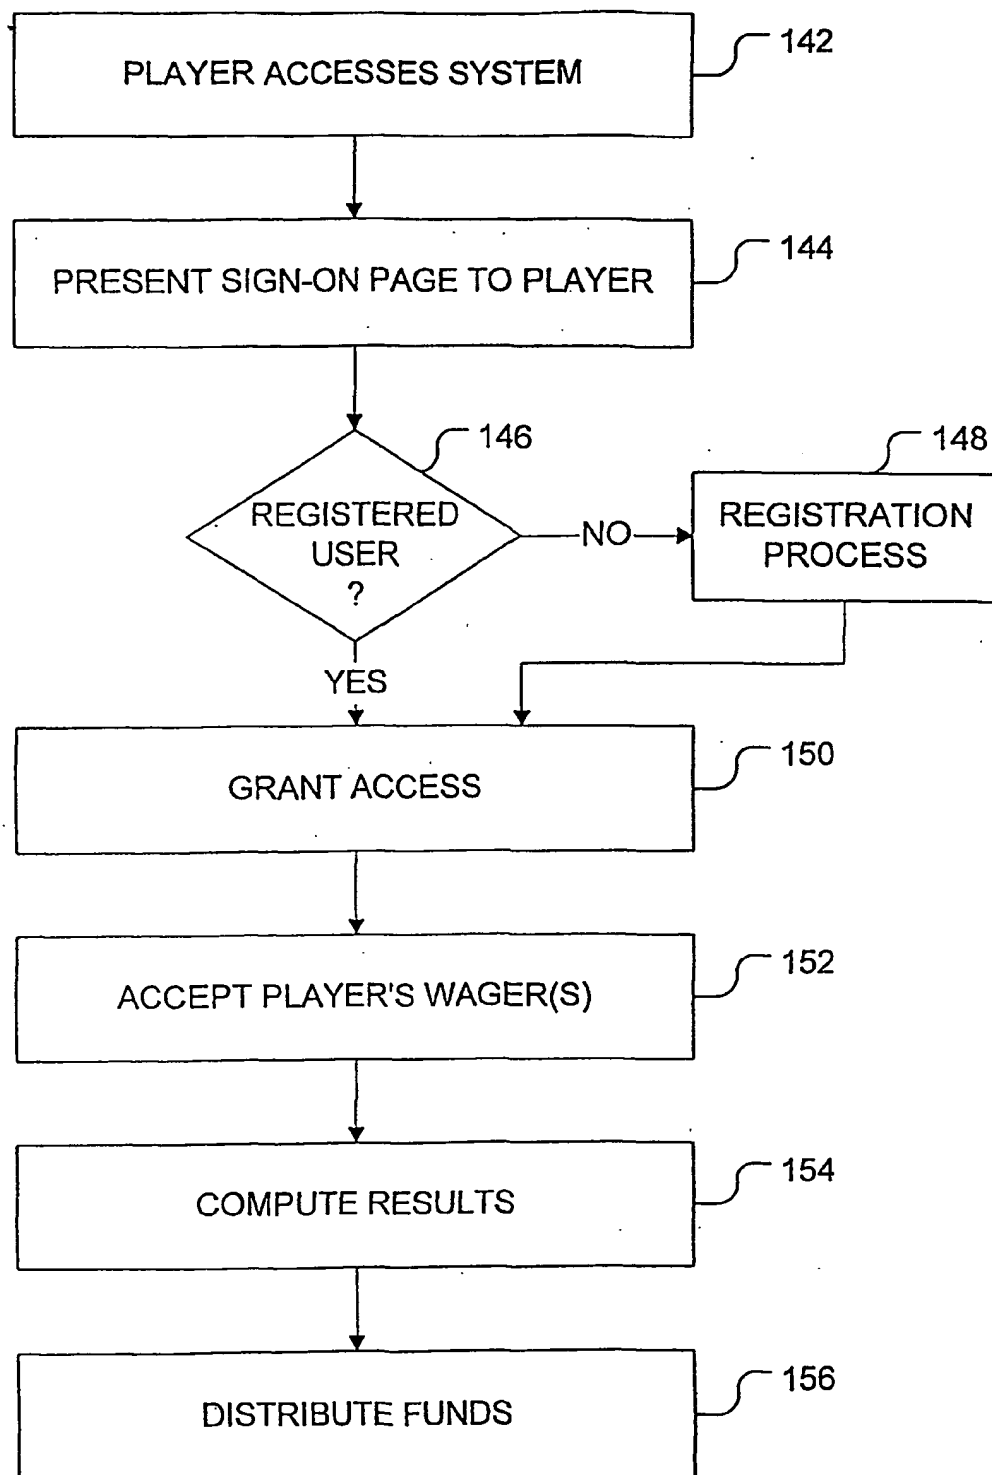 142
PLAYER ACCESSES SYSTEM
144
PRESENT SIGN-ON PAGE TO PLAYER
146
REGISTERED
USER
?
NO
148
REGISTRATION
PROCESS
YES
150
GRANT ACCESS
152
ACCEPT PLAYER'S WAGER(S)
154
COMPUTE RESULTS
156
DISTRIBUTE FUNDS